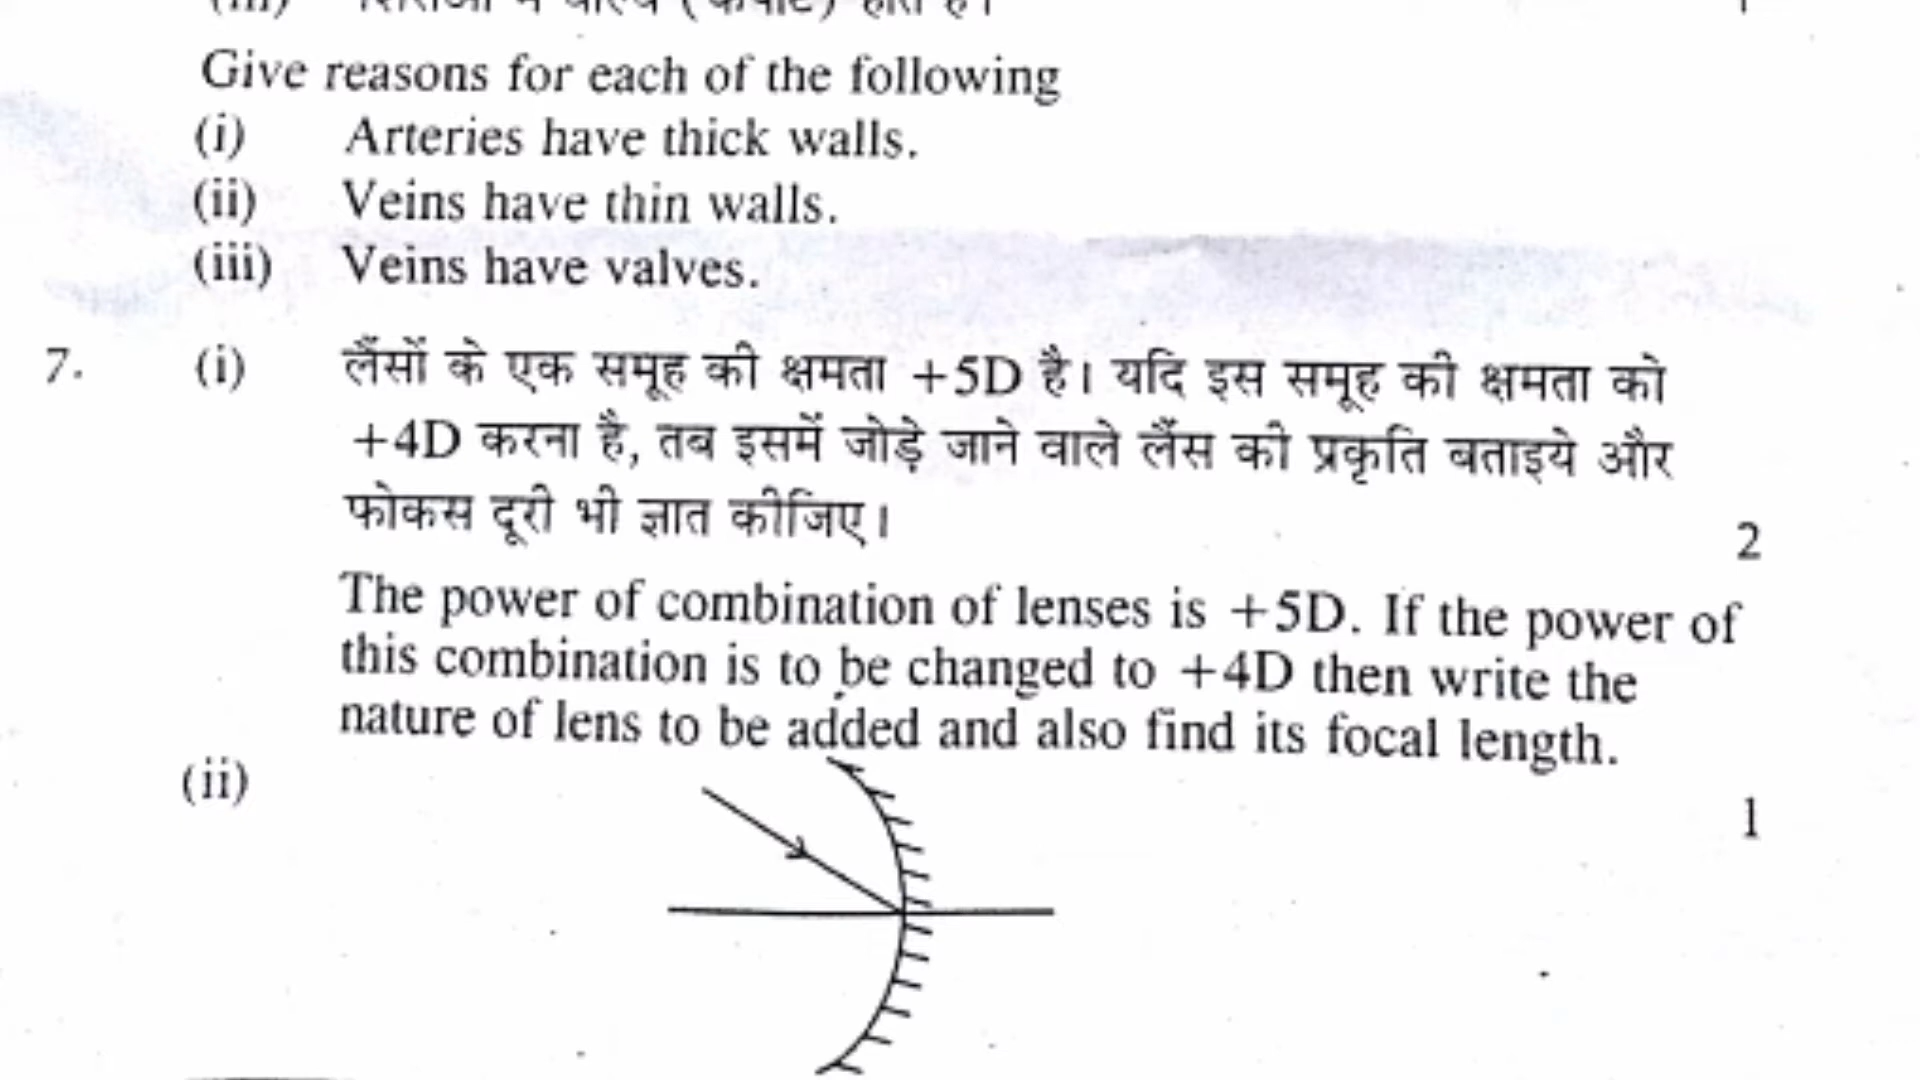 (iii) शिराओं में वाल्व (कपाट) होते हैं। 1
Give reasons for each of the following
(i) Arteries have thick walls.
(ii) Veins have thin walls.
(iii) Veins have valves.
7. (i) लैंसों के एक समूह की क्षमता +5D है। यदि इस समूह की क्षमता को
+4D करना है, तब इसमें जोड़े जाने वाले लैंस की प्रकृति बताइये और
फोकस दूरी भी ज्ञात कीजिए। 2
The power of combination of lenses is +5D. If the power of
this combination is to be changed to +4D then write the
nature of lens to be added and also find its focal length.
(ii) 1